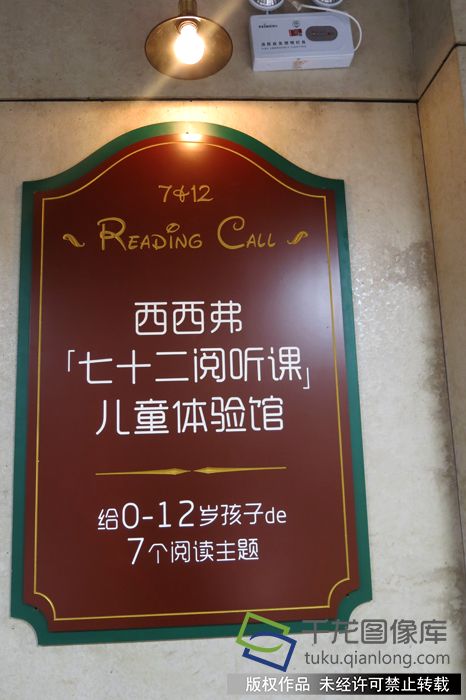 7&12
READING CALL
西西弗
「七十二阅听课」
儿童体验馆
给0-12岁孩子de
7个阅读主题
千龙图像库
tuku.qianlong.com
版权作品 未经许可禁止转载